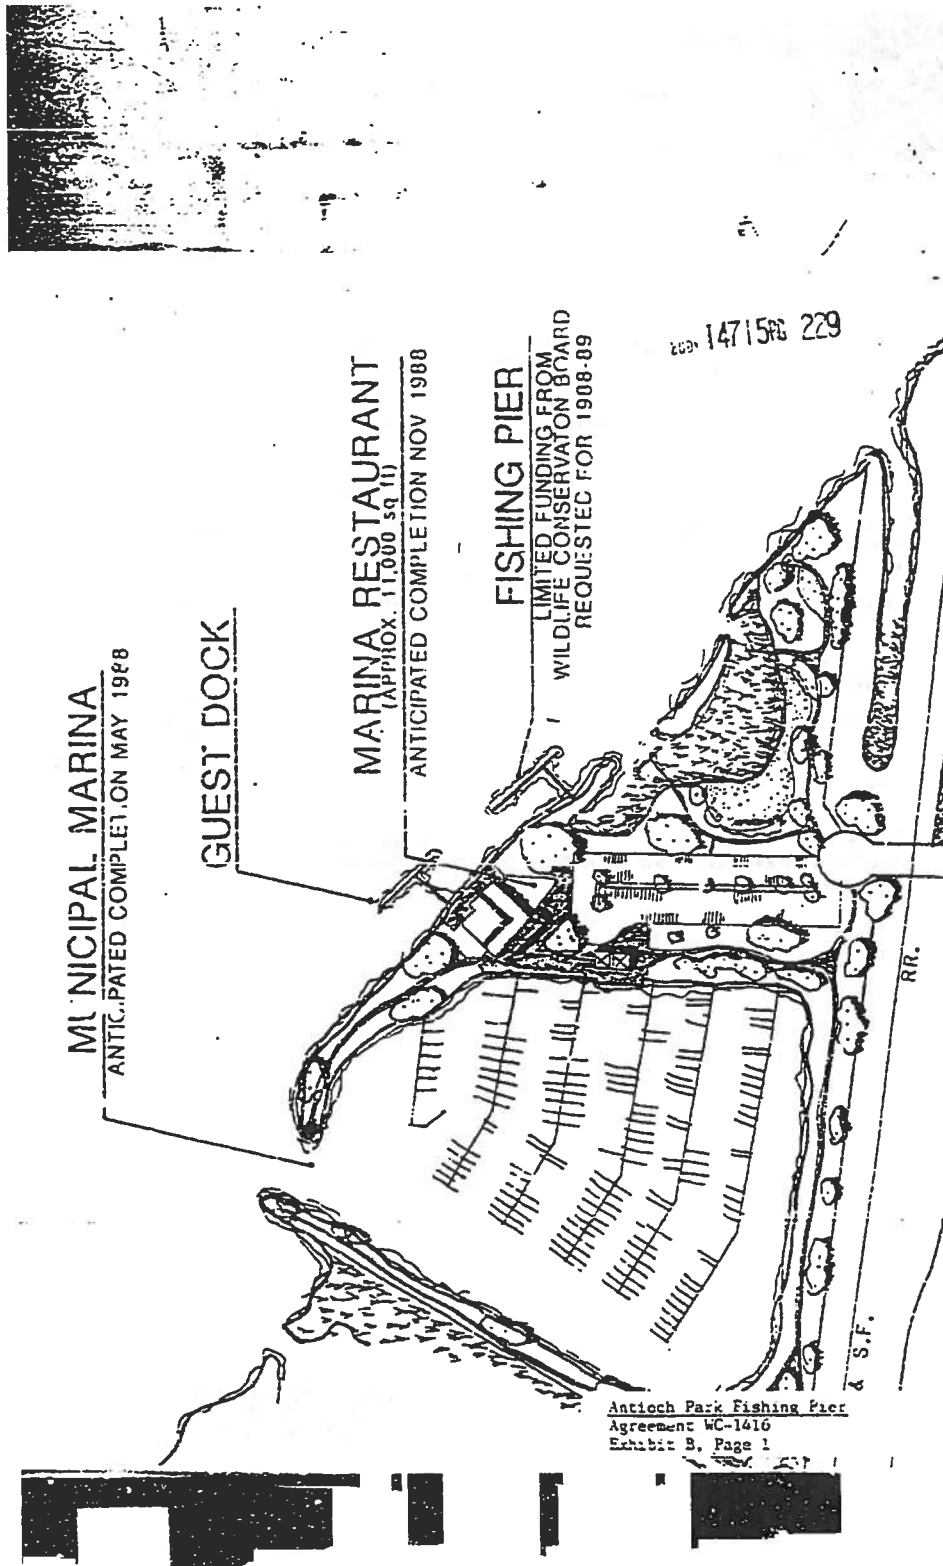 14715PG 229
MUNICIPAL MARINA
ANTICIPATED COMPLETION MAY 1988
GUEST DOCK
MARINA RESTAURANT
(APPROX 11,000 sq ft)
ANTICIPATED COMPLETION NOV 1988
FISHING PIER
LIMITED FUNDING FROM
WILDLIFE CONSERVATON BOARD
REQUESTED FOR 1908-89
RR.
& S.F.
Antioch Park Fishing Pier
Agreement WC-1416
Exhibit B, Page 1